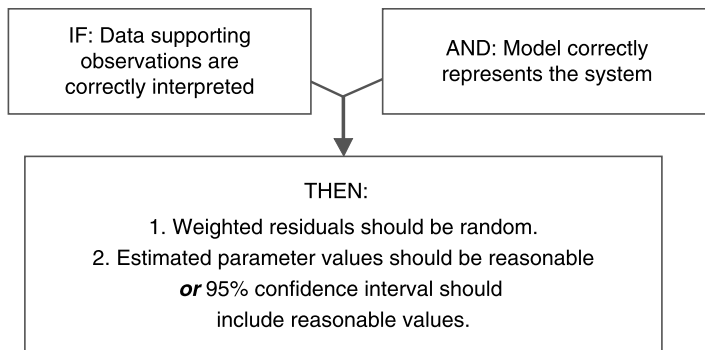 IF: Data supporting
observations are
correctly interpreted
AND: Model correctly
represents the system
THEN:
1. Weighted residuals should be random.
2. Estimated parameter values should be reasonable
or 95% confidence interval should
include reasonable values.